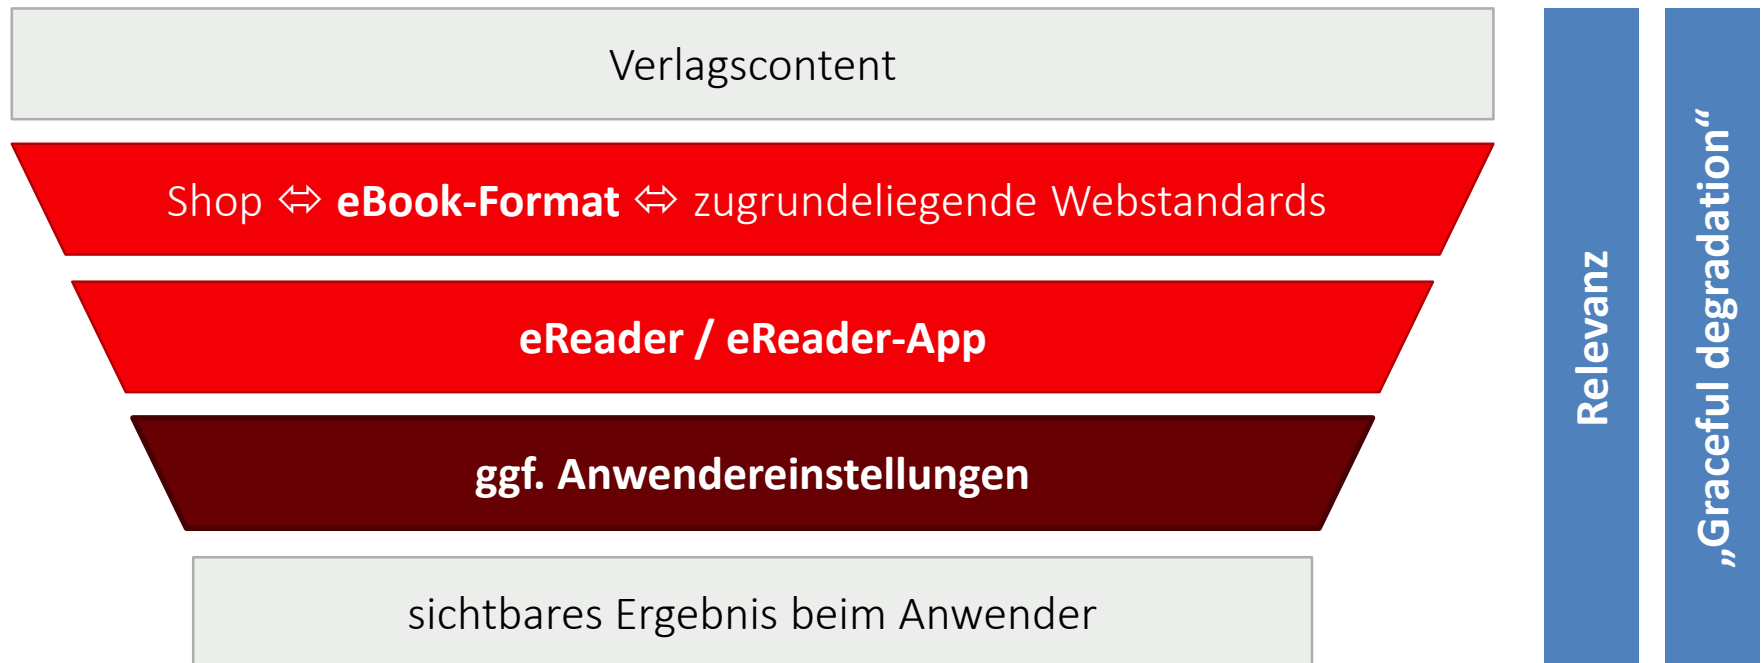 Verlagscontent
Shop ⬄ eBook-Format ⬄ zugrundeliegende Webstandards
eReader / eReader-App
ggf. Anwendereinstellungen
sichtbares Ergebnis beim Anwender
Relevanz
„Graceful degradation“